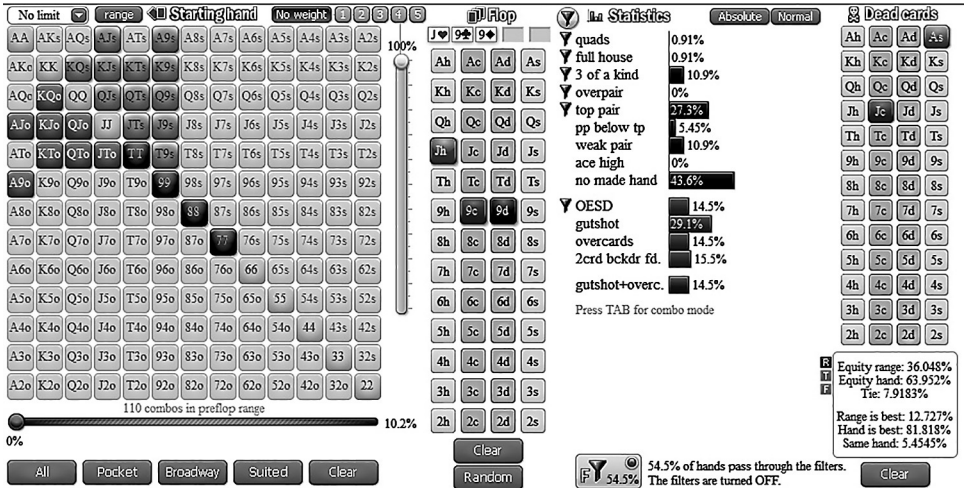 No limit range Starting hand No weight 1 2 3 4 5 Flop Statistics Absolute Normal Dead cards
AA AKs AQs AJs ATs A9s A8s A7s A6s A5s A4s A3s A2s
AKo KK KQs KJs KTs K9s K8s K7s K6s K5s K4s K3s K2s
AQo KQo QQ QJs QTs Q9s Q8s Q7s Q6s Q5s Q4s Q3s Q2s
AJo KJo QJo JJ JTs J9s J8s J7s J6s J5s J4s J3s J2s
ATo KTo QTo JTo TT T9s T8s T7s T6s T5s T4s T3s T2s
A9o K9o Q9o J9o T9o 99 98s 97s 96s 95s 94s 93s 92s
A8o K8o Q8o J8o T8o 98o 88 87s 86s 85s 84s 83s 82s
A7o K7o Q7o J7o T7o 97o 87o 77 76s 75s 74s 73s 72s
A6o K6o Q6o J6o T6o 96o 86o 76o 66 65s 64s 63s 62s
A5o K5o Q5o J5o T5o 95o 85o 75o 65o 55 54s 53s 52s
A4o K4o Q4o J4o T4o 94o 84o 74o 64o 54o 44 43s 42s
A3o K3o Q3o J3o T3o 93o 83o 73o 63o 53o 43o 33 32s
A2o K2o Q2o J2o T2o 92o 82o 72o 62o 52o 42o 32o 22
100%
110 combos in preflop range
10.2%
0%
All Pocket Broadway Suited Clear
J♥ 9♣ 9♦
Ah Ac Ad As
Kh Kc Kd Ks
Qh Qc Qd Qs
Jh Jc Jd Js
Th Tc Td Ts
9h 9c 9d 9s
8h 8c 8d 8s
7h 7c 7d 7s
6h 6c 6d 6s
5h 5c 5d 5s
4h 4c 4d 4s
3h 3c 3d 3s
2h 2c 2d 2s
Clear
Random
quads 0.91%
full house 0.91%
3 of a kind 10.9%
overpair 0%
top pair 27.3%
pp below tp 5.45%
weak pair 10.9%
ace high 0%
no made hand 43.6%
OESD 14.5%
gutshot 29.1%
overcards 14.5%
2crd bckdr fd. 15.5%
gutshot+overc. 14.5%
Press TAB for combo mode
F 54.5%
54.5% of hands pass through the filters.
The filters are turned OFF.
Ah Ac Ad As
Kh Kc Kd Ks
Qh Qc Qd Qs
Jh Jc Jd Js
Th Tc Td Ts
9h 9c 9d 9s
8h 8c 8d 8s
7h 7c 7d 7s
6h 6c 6d 6s
5h 5c 5d 5s
4h 4c 4d 4s
3h 3c 3d 3s
2h 2c 2d 2s
R
T
F
Equity range: 36.048%
Equity hand: 63.952%
Tie: 7.9183%
Range is best: 12.727%
Hand is best: 81.818%
Same hand: 5.4545%
Clear